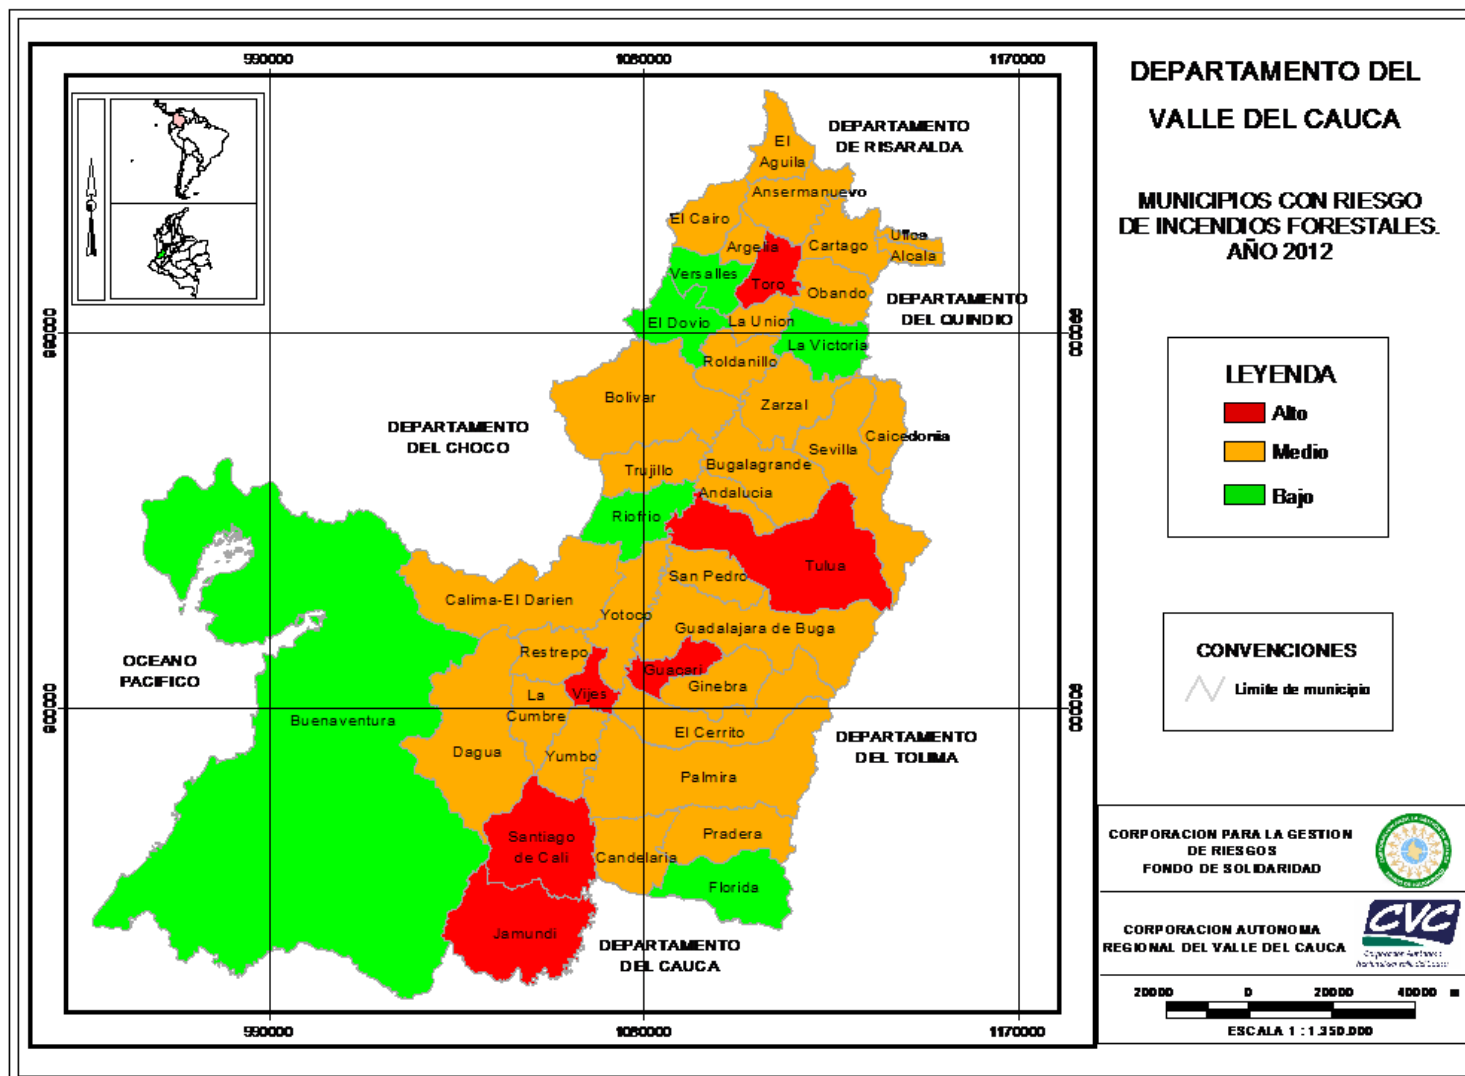 990000
1080000
1170000
DEPARTAMENTO DEL
VALLE DEL CAUCA
MUNICIPIOS CON RIESGO
DE INCENDIOS FORESTALES.
AÑO 2012
DEPARTAMENTO
DE RISARALDA
El
Aguila
Ansermanuevo
El Cairo
Argelia
Cartago
Ulloa
Alcala
Versalles
Toro
Obando
DEPARTAMENTO
DEL QUINDIO
El Dovio
La Union
La Victoria
Roldanillo
Bolivar
Zarzal
Caicedonia
Sevilla
DEPARTAMENTO
DEL CHOCO
Trujillo
Bugalagrande
Andalucia
Riofrio
Tulua
San Pedro
Calima-El Darien
Yotoco
Guadalajara de Buga
Restrepo
OCEANO
PACIFICO
Guacari
Ginebra
Vijes
La
Cumbre
Buenaventura
El Cerrito
DEPARTAMENTO
DEL TOLIMA
Dagua
Yumbo
Palmira
Santiago
de Cali
Pradera
Candelaria
Florida
Jamundi
DEPARTAMENTO
DEL CAUCA
990000
1080000
1170000
LEYENDA
Alto
Medio
Bajo
CONVENCIONES
Limite de municipio
CORPORACION PARA LA GESTION
DE RIESGOS
FONDO DE SOLIDARIDAD
CVC
CORPORACION AUTONOMA
REGIONAL DEL VALLE DEL CAUCA
20000 0 20000 40000 m
ESCALA 1 : 1.350.000